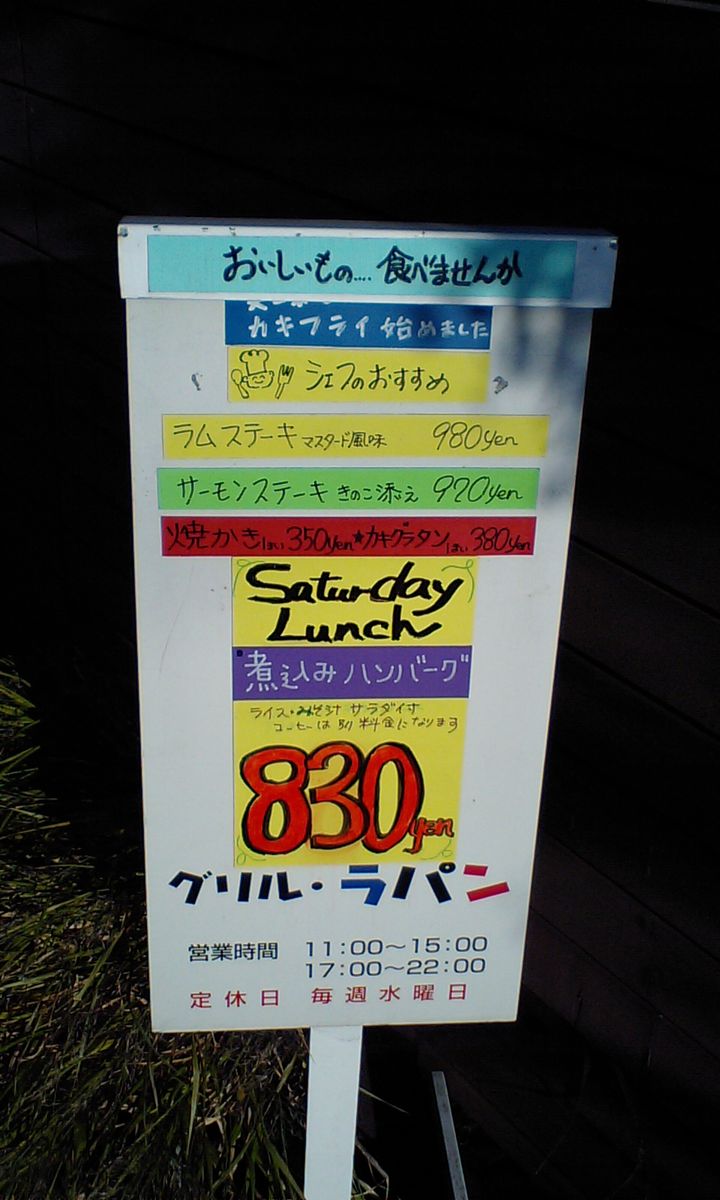 おいしいもの.... 食べませんか
カキフライ 始めました
シェフのおすすめ
ラムステーキ マスタード風味 980yen
サーモンステーキ きのこ添え 920yen
焼かき 1コ 350yen★カキグラタン 1コ 380yen
Saturday
Lunch
煮込みハンバーグ
ライス・みそ汁 サラダ付
コーヒーは別料金になります
830yen
グリル・ラパン
営業時間 11:00〜15:00
17:00〜22:00
定休日 毎週水曜日